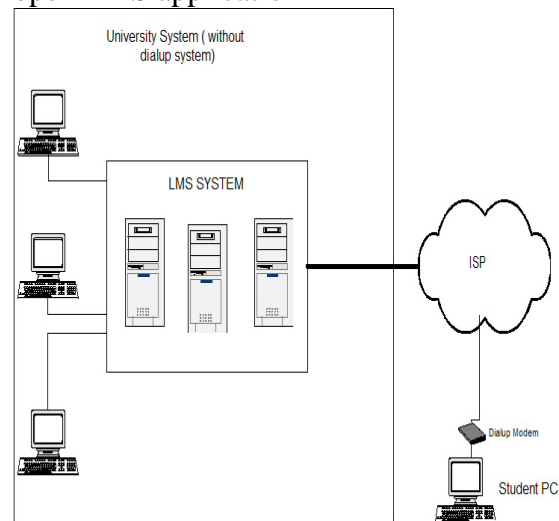 University System ( without
dialup system)
LMS SYSTEM
ISP
Dialup Modem
Student PC